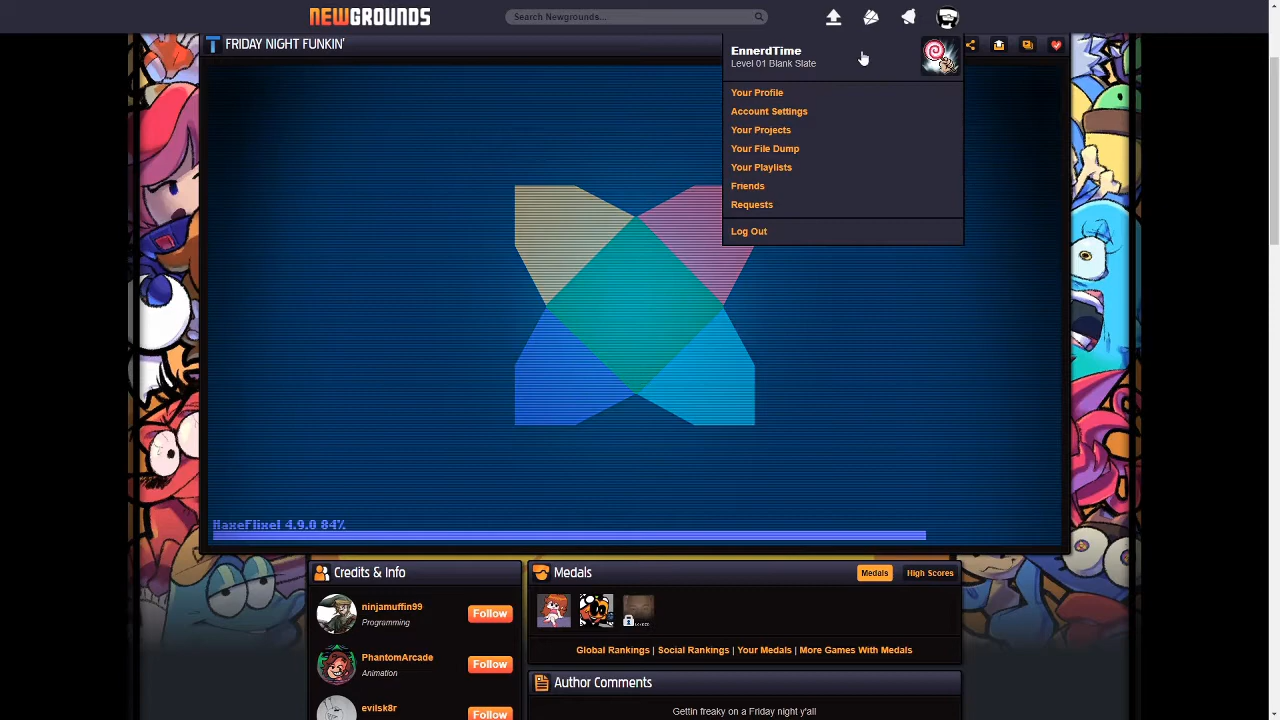 NEWGROUNDS
Search Newgrounds...
FRIDAY NIGHT FUNKIN'
EnnerdTime
Level 01 Blank Slate
Your Profile
Account Settings
Your Projects
Your File Dump
Your Playlists
Friends
Requests
Log Out
HaxeFlixel 4.9.0 84%
Credits & Info
ninjamuffin99
Programming
Follow
PhantomArcade
Animation
Follow
evilsk8r
Follow
Medals
Medals
High Scores
Global Rankings | Social Rankings | Your Medals | More Games With Medals
Author Comments
Gettin freaky on a Friday night y'all